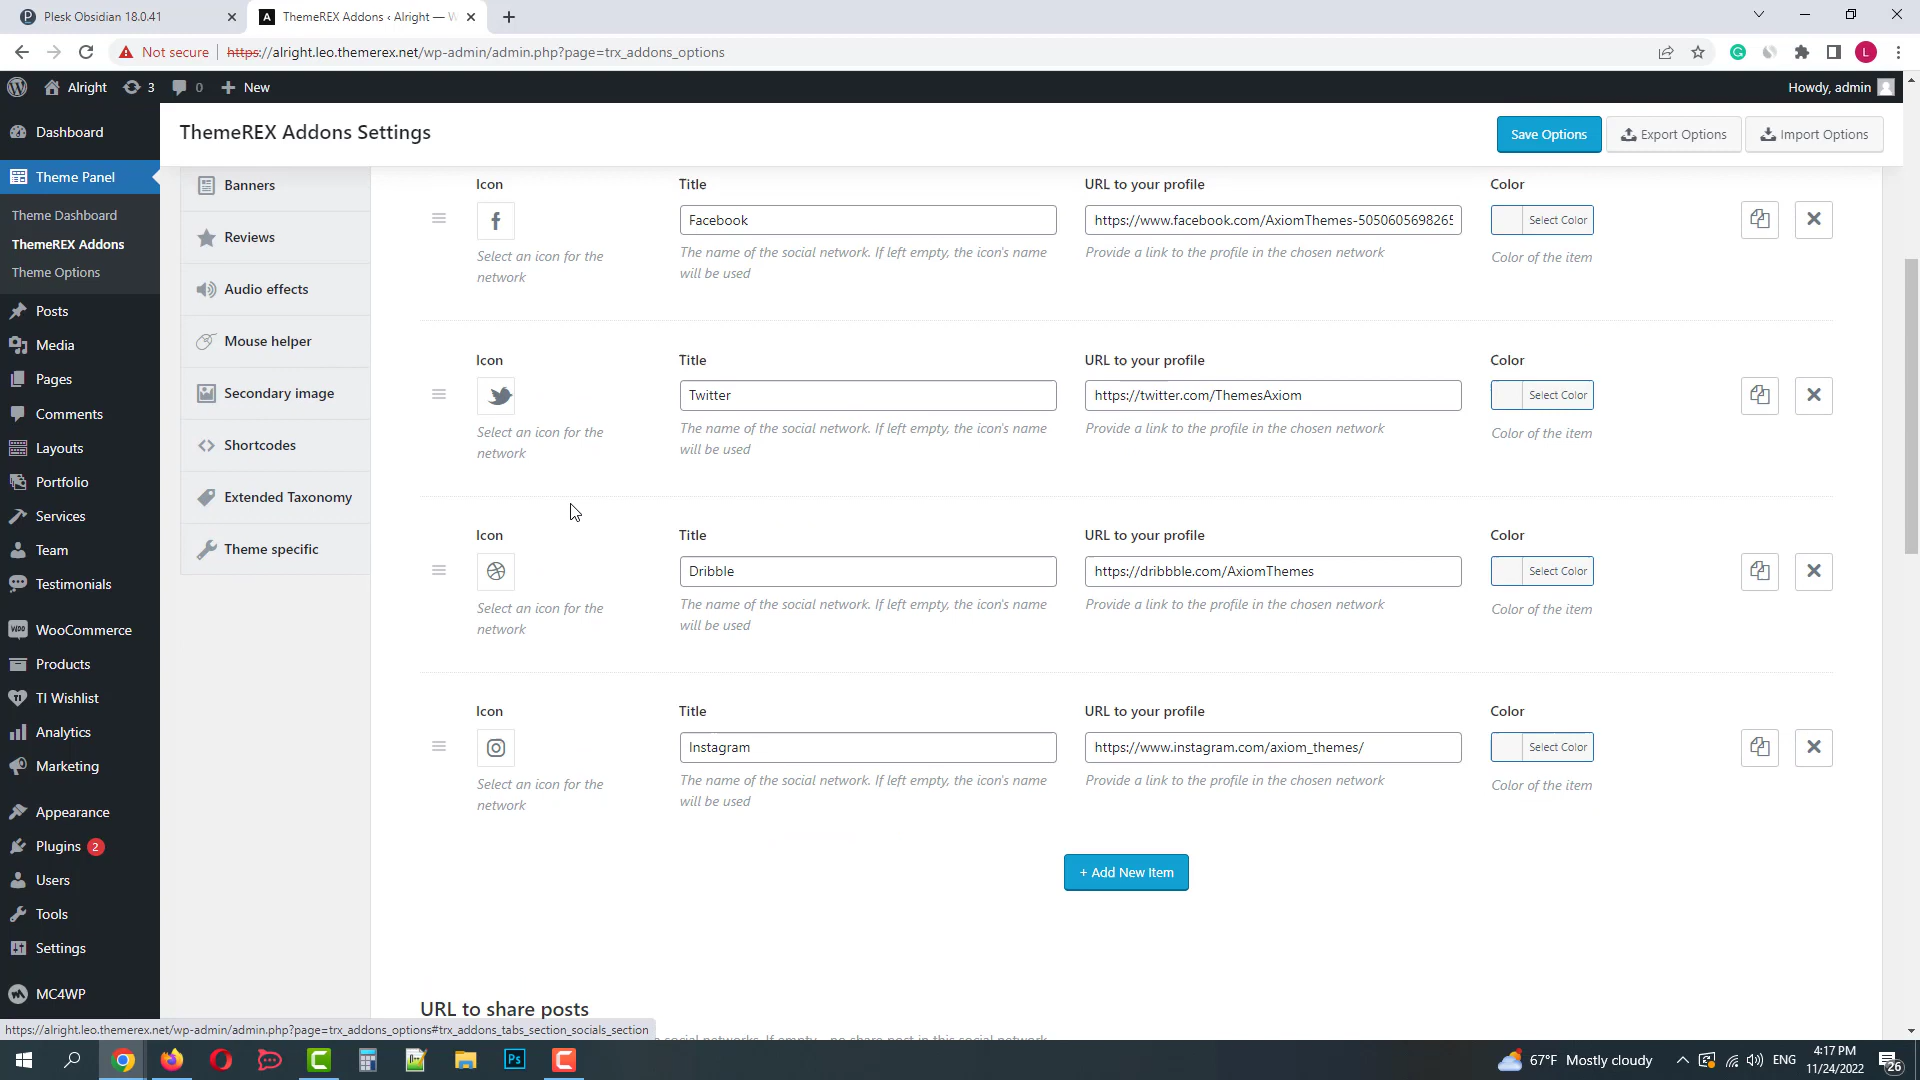 Plesk Obsidian 18.0.41
ThemeREX Addons ‹ Alright — W
Not secure
https://alright.leo.themerex.net/wp-admin/admin.php?page=trx_addons_options
L
Alright
3
0
New
Howdy, admin
ThemeREX Addons Settings
Save Options
Export Options
Import Options
Dashboard
Theme Panel
Theme Dashboard
ThemeREX Addons
Theme Options
Posts
Media
Pages
Comments
Layouts
Portfolio
Services
Team
Testimonials
WooCommerce
Products
TI Wishlist
Analytics
Marketing
Appearance
Plugins 2
Users
Tools
Settings
MC4WP
Banners
Reviews
Audio effects
Mouse helper
Secondary image
Shortcodes
Extended Taxonomy
Theme specific
Icon
Title
URL to your profile
Color
Facebook
https://www.facebook.com/AxiomThemes-5050605698265
Select Color
Select an icon for the network
The name of the social network. If left empty, the icon's name
will be used
Provide a link to the profile in the chosen network
Color of the item
Icon
Title
URL to your profile
Color
Twitter
https://twitter.com/ThemesAxiom
Select Color
Select an icon for the network
The name of the social network. If left empty, the icon's name
will be used
Provide a link to the profile in the chosen network
Color of the item
Icon
Title
URL to your profile
Color
Dribble
https://dribbble.com/AxiomThemes
Select Color
Select an icon for the network
The name of the social network. If left empty, the icon's name
will be used
Provide a link to the profile in the chosen network
Color of the item
Icon
Title
URL to your profile
Color
Instagram
https://www.instagram.com/axiom_themes/
Select Color
Select an icon for the network
The name of the social network. If left empty, the icon's name
will be used
Provide a link to the profile in the chosen network
Color of the item
+ Add New Item
URL to share posts
https://alright.leo.themerex.net/wp-admin/admin.php?page=trx_addons_options#trx_addons_tabs_section_socials_section
67°F Mostly cloudy
ENG
4:17 PM
11/24/2022
26